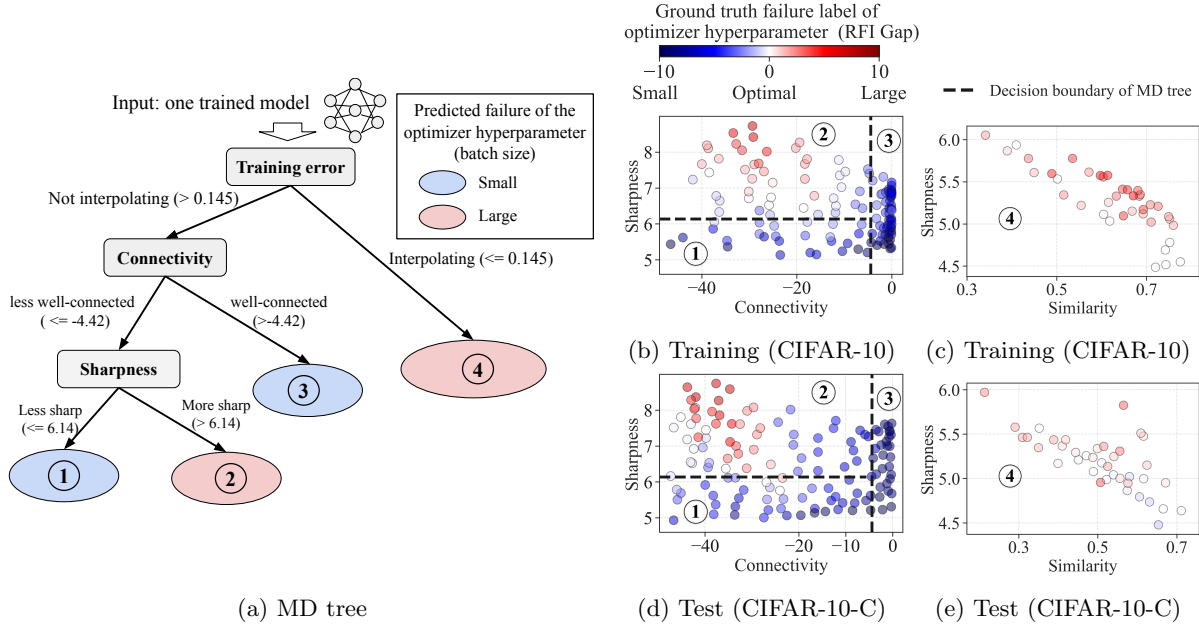 Input: one trained model
Training error
Not interpolating (> 0.145)
Connectivity
Interpolating (<= 0.145)
less well-connected
( <= -4.42)
well-connected
(>-4.42)
Sharpness
3
4
Less sharp
(<= 6.14)
More sharp
(> 6.14)
1
2
Predicted failure of the
optimizer hyperparameter
(batch size)
Small
Large
(a) MD tree
Ground truth failure label of
optimizer hyperparameter (RFI Gap)
−10 0 10
Small Optimal Large
Decision boundary of MD tree
Sharpness
8
7
6
5
2
3
1
−40 −20 0
Connectivity
(b) Training (CIFAR-10)
Sharpness
6.0
5.5
5.0
4.5
4
0.3 0.5 0.7
Similarity
(c) Training (CIFAR-10)
Sharpness
8
7
6
5
2
3
1
−40 −20 −10 0
Connectivity
(d) Test (CIFAR-10-C)
Sharpness
6.0
5.5
5.0
4.5
4
0.3 0.5 0.7
Similarity
(e) Test (CIFAR-10-C)